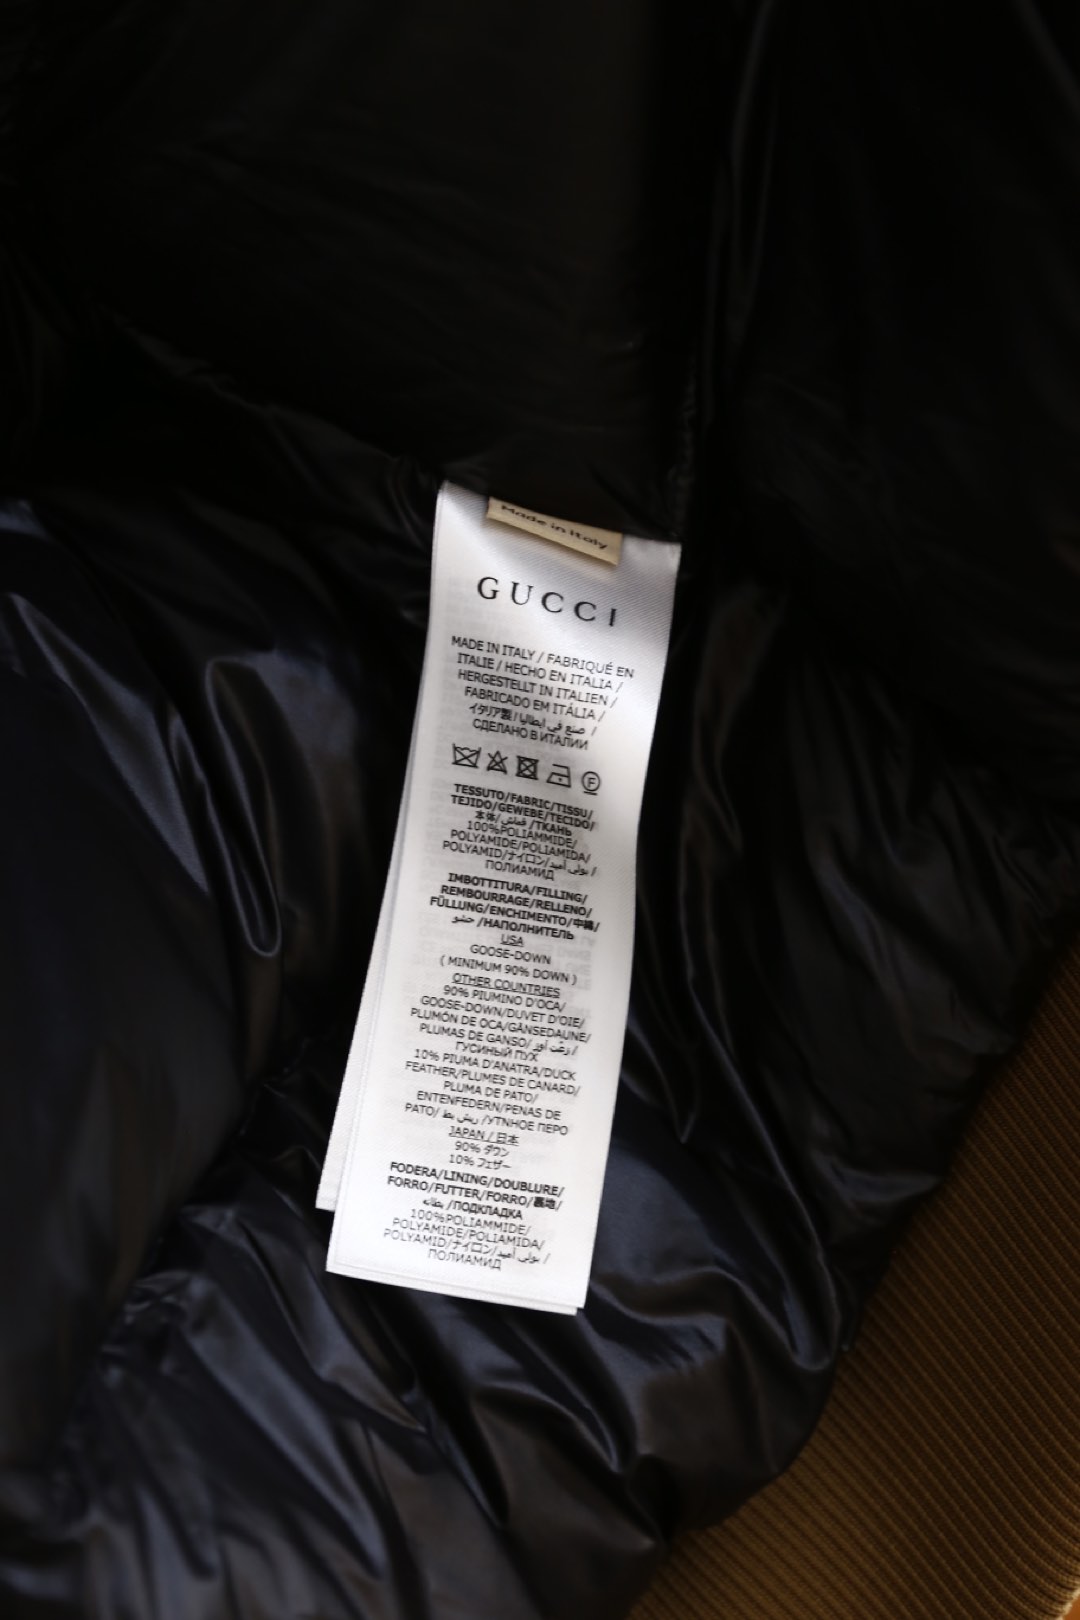 Made in Italy
GUCCI
MADE IN ITALY / FABRIQUÉ EN
ITALIE / HECHO EN ITALIA /
HERGESTELLT IN ITALIEN /
FABRICADO EM ITÁLIA /
イタリア製 / صنع في ايطاليا /
СДЕЛАНО В ИТАЛИИ
F
TESSUTO/FABRIC/TISSU/
TEJIDO/GEWEBE/TECIDO/
本体/ قماش /ТКАНЬ
100%POLIAMMIDE/
POLYAMIDE/POLIAMIDA/
POLYAMID/ナイロン/بولي أميد /
ПОЛИАМИД
IMBOTTITURA/FILLING/
REMBOURRAGE/RELLENO/
FÜLLUNG/ENCHIMENTO/中綿/
حشو /НАПОЛНИТЕЛЬ
USA
GOOSE-DOWN
( MINIMUM 90% DOWN )
OTHER COUNTRIES
90% PIUMINO D'OCA/
GOOSE-DOWN/DUVET D'OIE/
PLUMÓN DE OCA/GÄNSEDAUNE/
PLUMAS DE GANSO/ زغب أوز /
ГУСИНЫЙ ПУХ
10% PIUMA D'ANATRA/DUCK
FEATHER/PLUMES DE CANARD/
PLUMA DE PATO/
ENTENFEDERN/PENAS DE
PATO/ ريش بط /УТИНОЕ ПЕРО
JAPAN / 日本
90% ダウン
10% フェザー
FODERA/LINING/DOUBLURE/
FORRO/FUTTER/FORRO/裏地/
بطانه /ПОДКЛАДКА
100%POLIAMMIDE/
POLYAMIDE/POLIAMIDA/
POLYAMID/ナイロン/بولي أميد /
ПОЛИАМИД